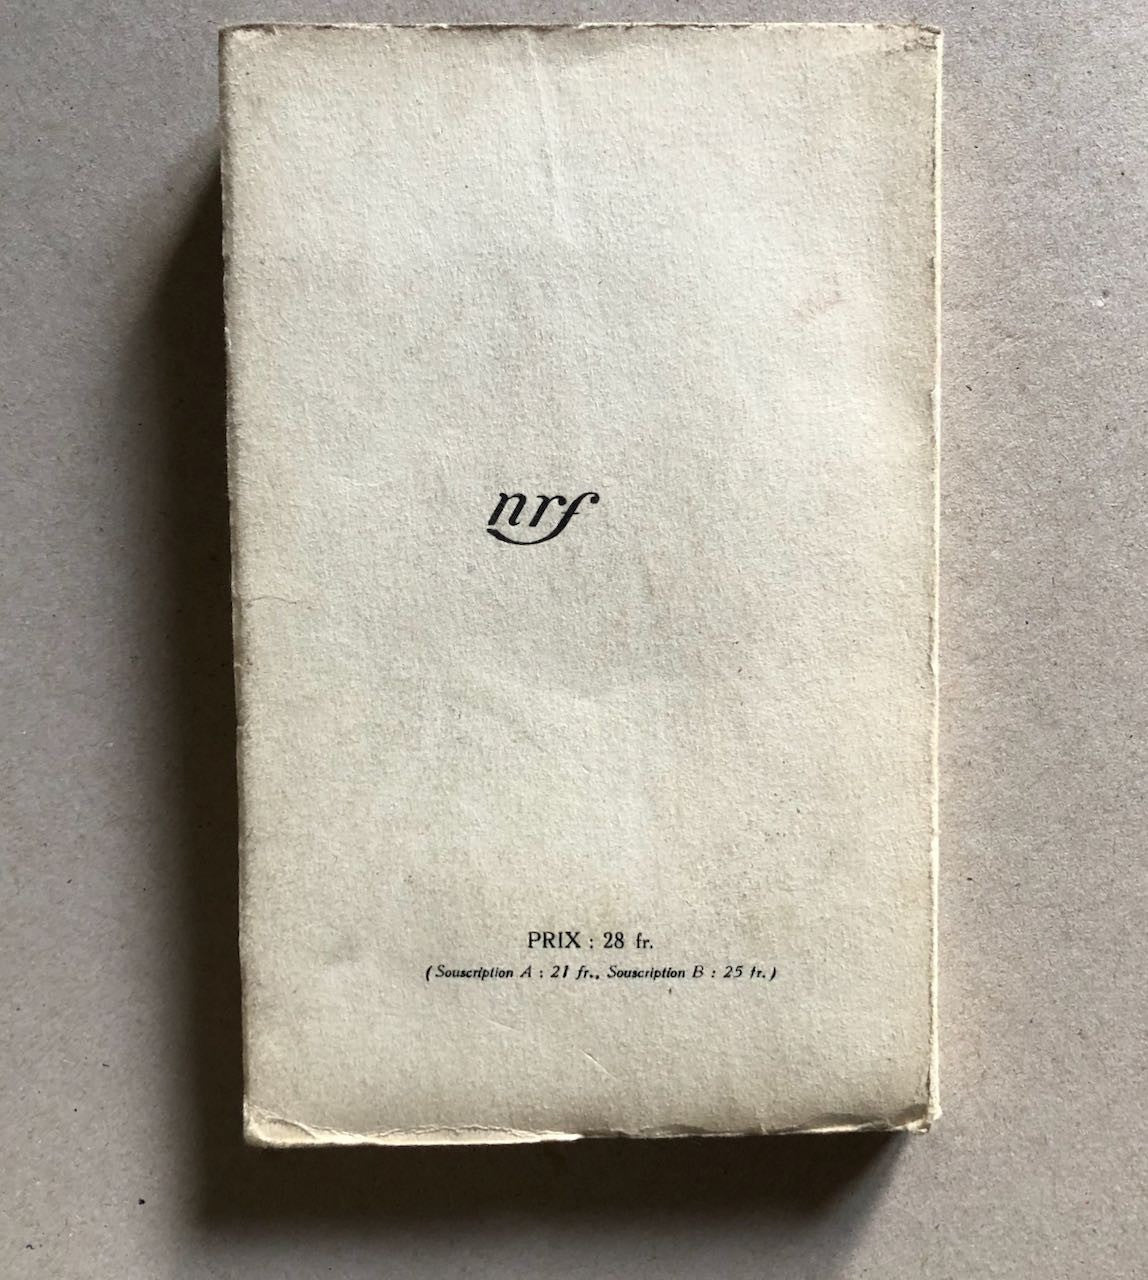 nrf
PRIX : 28 fr.
(Souscription A : 21 fr., Souscription B : 25 fr.)